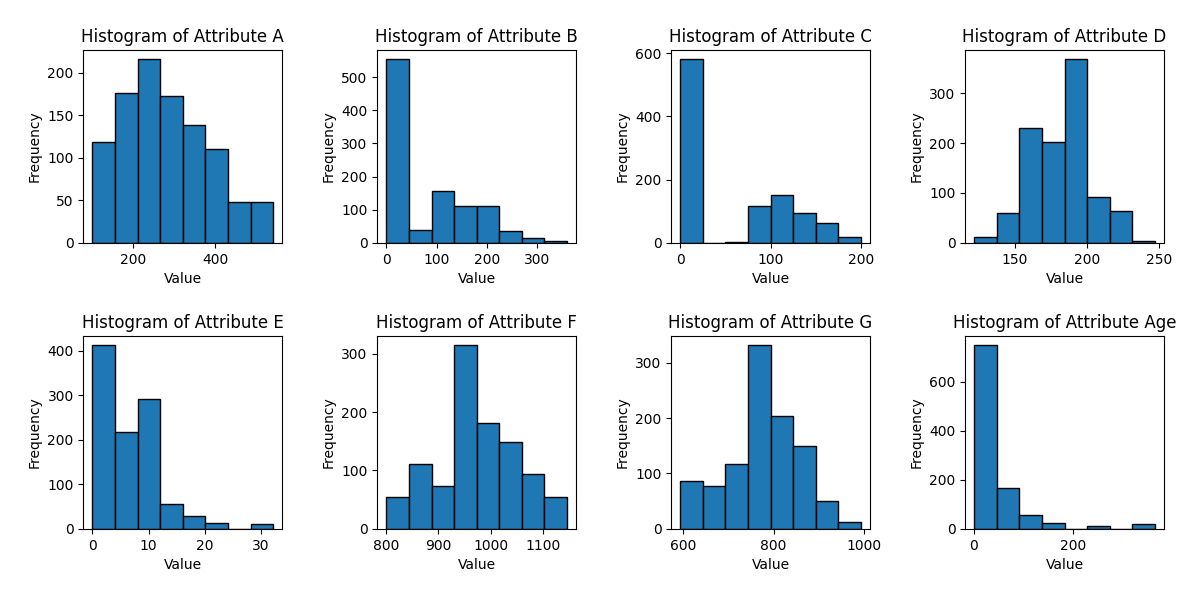 Histogram of Attribute A
Frequency
200
150
100
50
0
200 400
Value
Histogram of Attribute B
Frequency
500
400
300
200
100
0
0 100 200 300
Value
Histogram of Attribute C
Frequency
600
400
200
0
0 100 200
Value
Histogram of Attribute D
Frequency
300
200
100
0
150 200 250
Value
Histogram of Attribute E
Frequency
400
300
200
100
0
0 10 20 30
Value
Histogram of Attribute F
Frequency
300
200
100
0
800 900 1000 1100
Value
Histogram of Attribute G
Frequency
300
200
100
0
600 800 1000
Value
Histogram of Attribute Age
Frequency
600
400
200
0
0 200
Value